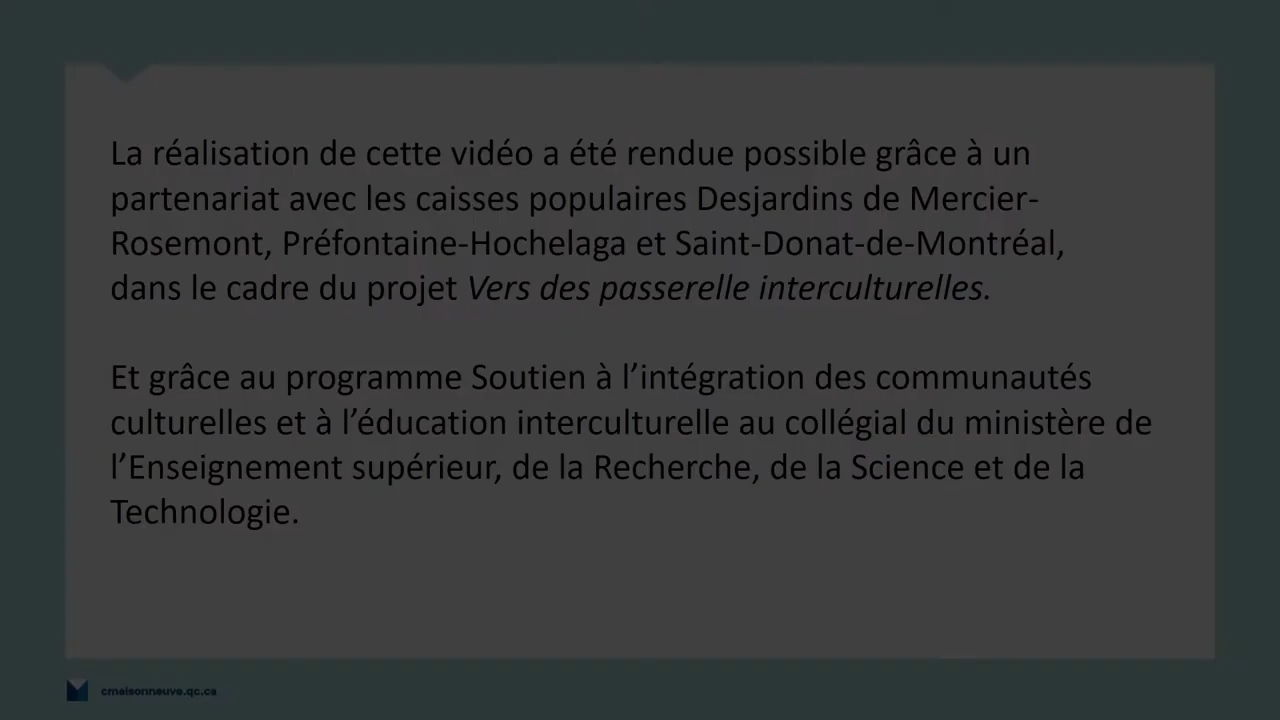 La réalisation de cette vidéo a été rendue possible grâce à un
partenariat avec les caisses populaires Desjardins de Mercier-
Rosemont, Préfontaine-Hochelaga et Saint-Donat-de-Montréal,
dans le cadre du projet Vers des passerelle interculturelles.
Et grâce au programme Soutien à l’intégration des communautés
culturelles et à l’éducation interculturelle au collégial du ministère de
l’Enseignement supérieur, de la Recherche, de la Science et de la
Technologie.
cmaisonneuve.qc.ca